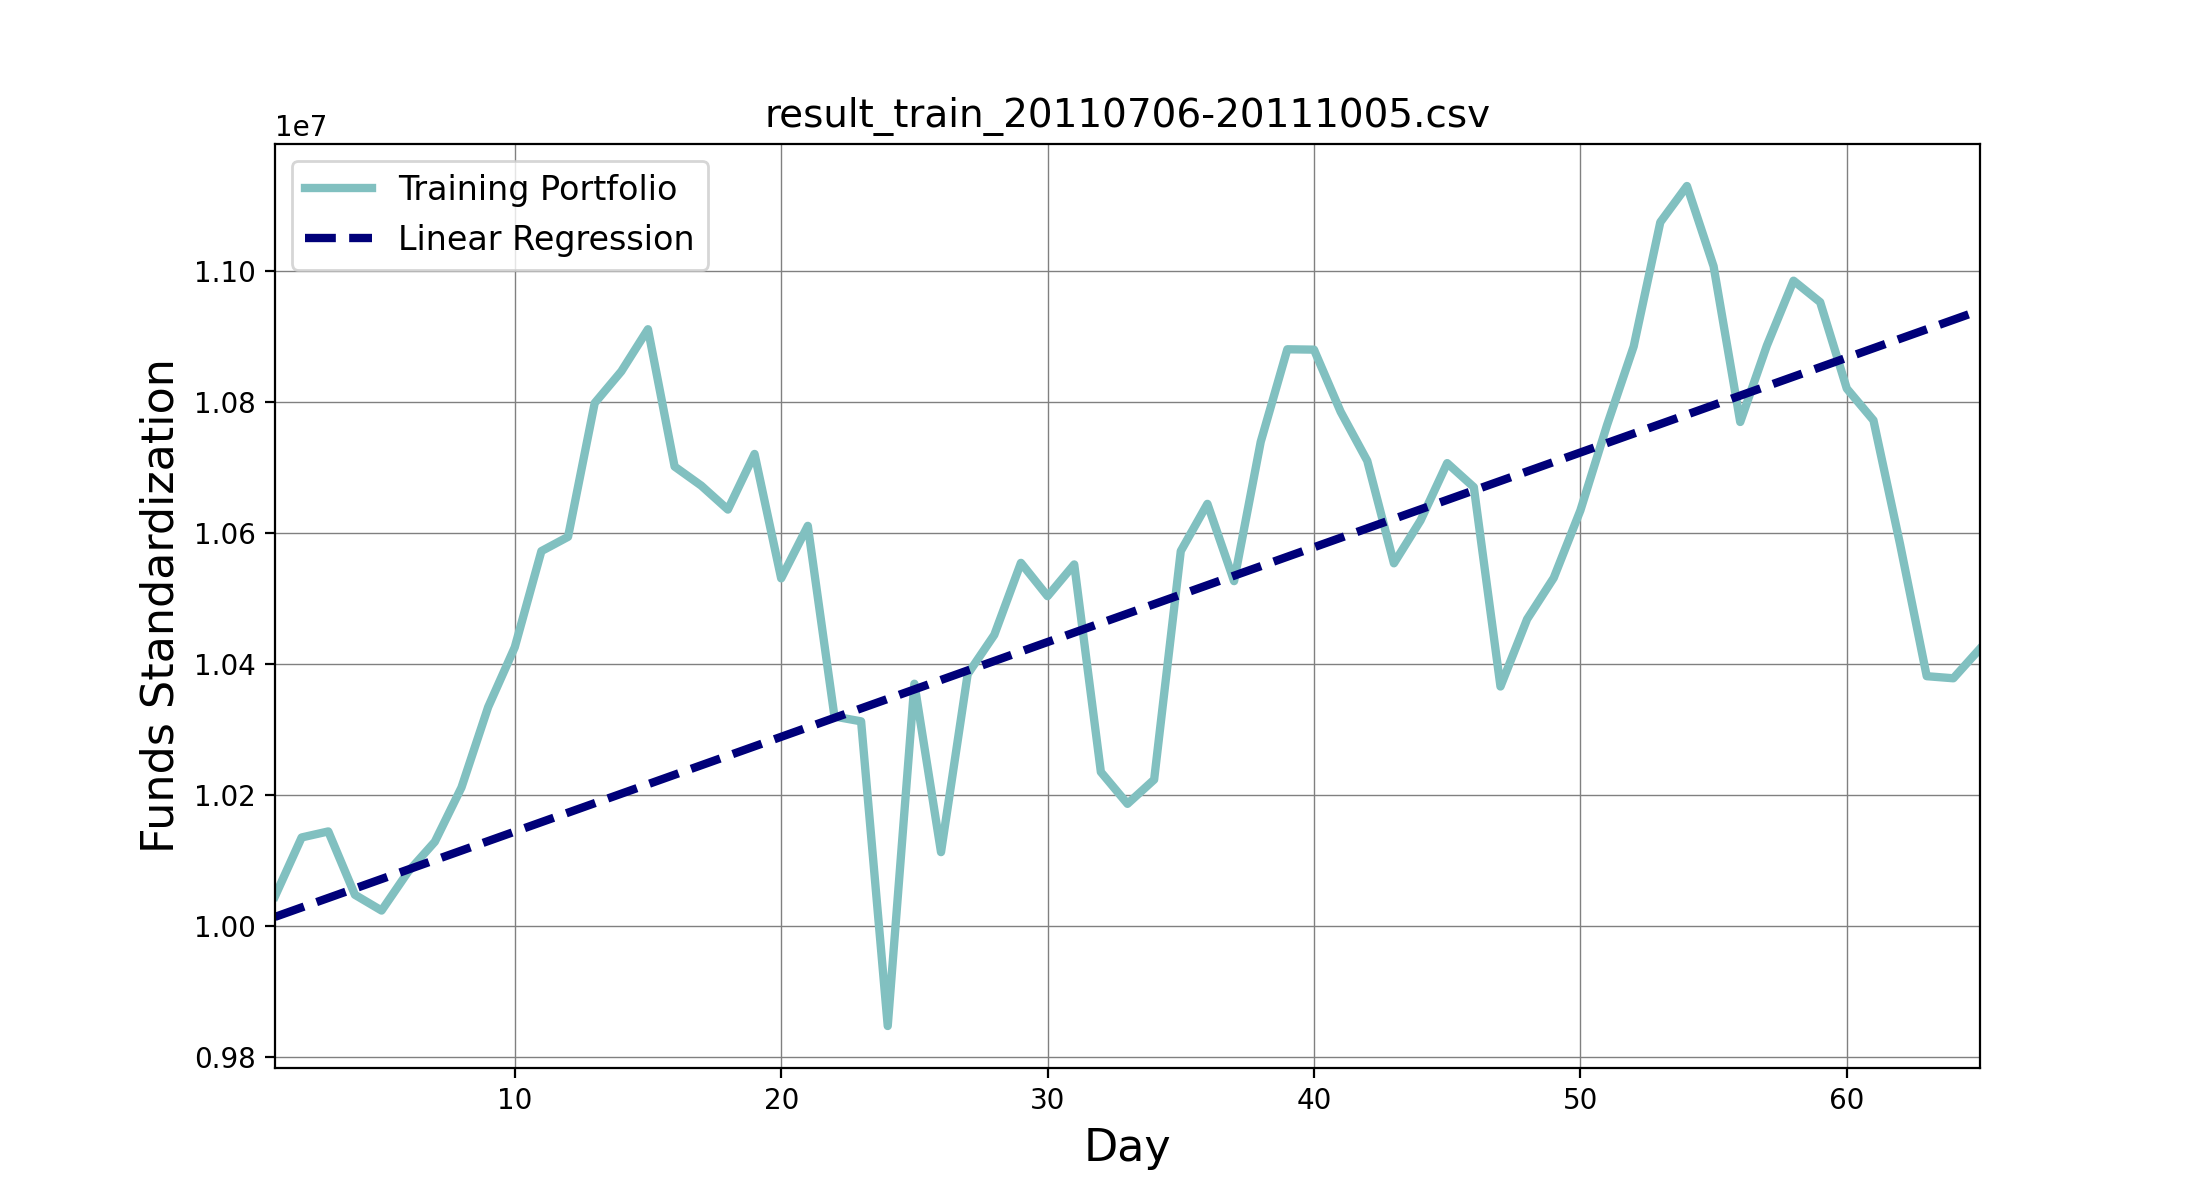 result_train_20110706-20111005.csv
1e7
Training Portfolio
Linear Regression
1.10
1.08
1.06
1.04
1.02
1.00
0.98
Funds Standardization
10 20 30 40 50 60
Day